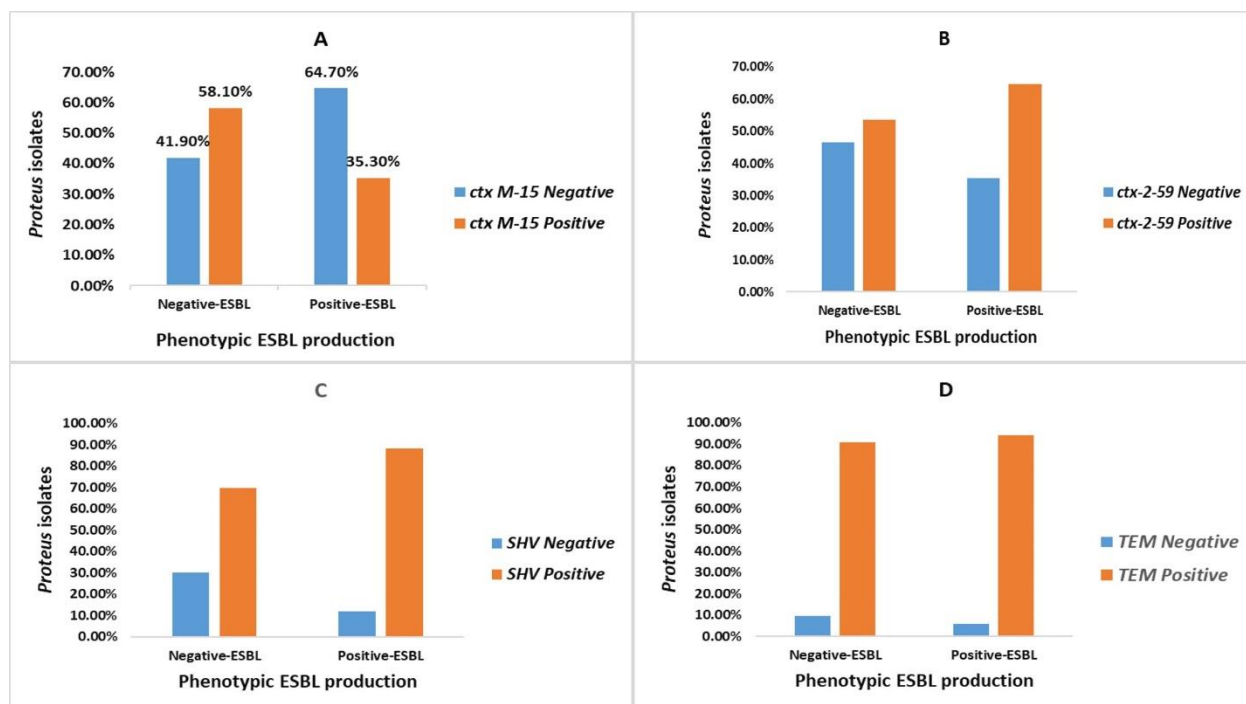 A
70.00%
60.00%
50.00%
40.00%
30.00%
20.00%
10.00%
0.00%
Proteus isolates
41.90%
58.10%
64.70%
35.30%
Negative-ESBL
Positive-ESBL
Phenotypic ESBL production
ctx M-15 Negative
ctx M-15 Positive
B
70.00%
60.00%
50.00%
40.00%
30.00%
20.00%
10.00%
0.00%
Proteus isolates
Negative-ESBL
Positive-ESBL
Phenotypic ESBL production
ctx-2-59 Negative
ctx-2-59 Positive
C
100.00%
90.00%
80.00%
70.00%
60.00%
50.00%
40.00%
30.00%
20.00%
10.00%
0.00%
Proteus isolates
Negative-ESBL
Positive-ESBL
Phenotypic ESBL production
SHV Negative
SHV Positive
D
100.00%
90.00%
80.00%
70.00%
60.00%
50.00%
40.00%
30.00%
20.00%
10.00%
0.00%
Proteus isolates
Negative-ESBL
Positive-ESBL
Phenotypic ESBL production
TEM Negative
TEM Positive